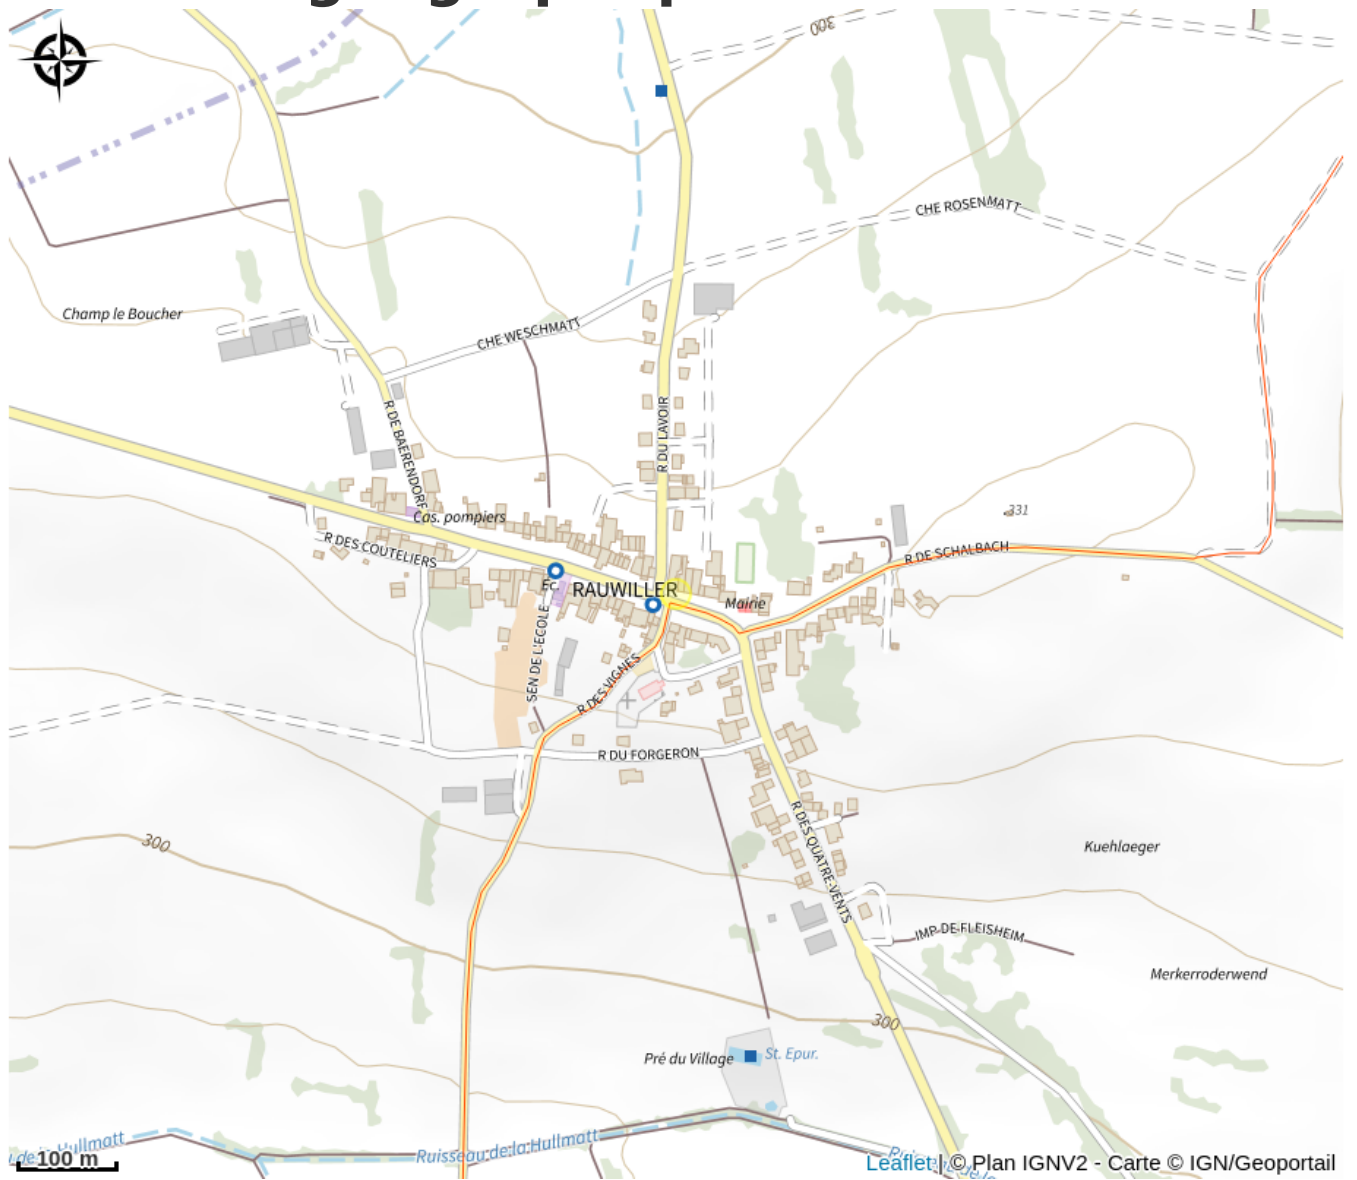 300
CHE ROSENMATT
Champ le Boucher
CHE WESCHMATT
R DU LAVOIR
R DE BAERENDORF
Cas. pompiers
331
R DES COUTELIERS
R DE SCHALBACH
Éc.
RAUWILLER
Mairie
SEN DE L'ECOLE
R DES VIGNES
R DU FORGERON
300
R DES QUATRE-VENTS
Kuehlaeger
IMP DE FLEISHEIM
Merkerroderwend
300
Pré du Village
St. Epur.
Ruisseau de la Hullmatt
100 m
Leaflet | © Plan IGNV2 - Carte © IGN/Geoportail